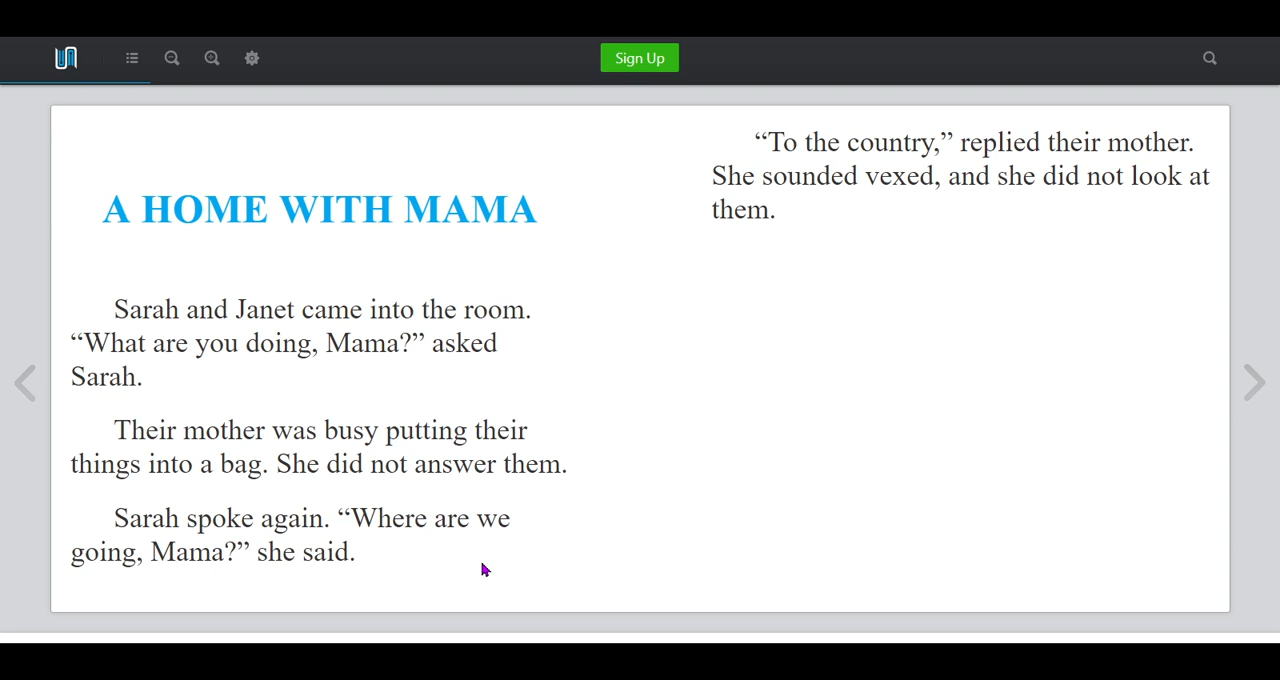 Sign Up
A HOME WITH MAMA
Sarah and Janet came into the room.
“What are you doing, Mama?” asked
Sarah.
Their mother was busy putting their
things into a bag. She did not answer them.
Sarah spoke again. “Where are we
going, Mama?” she said.
“To the country,” replied their mother.
She sounded vexed, and she did not look at
them.